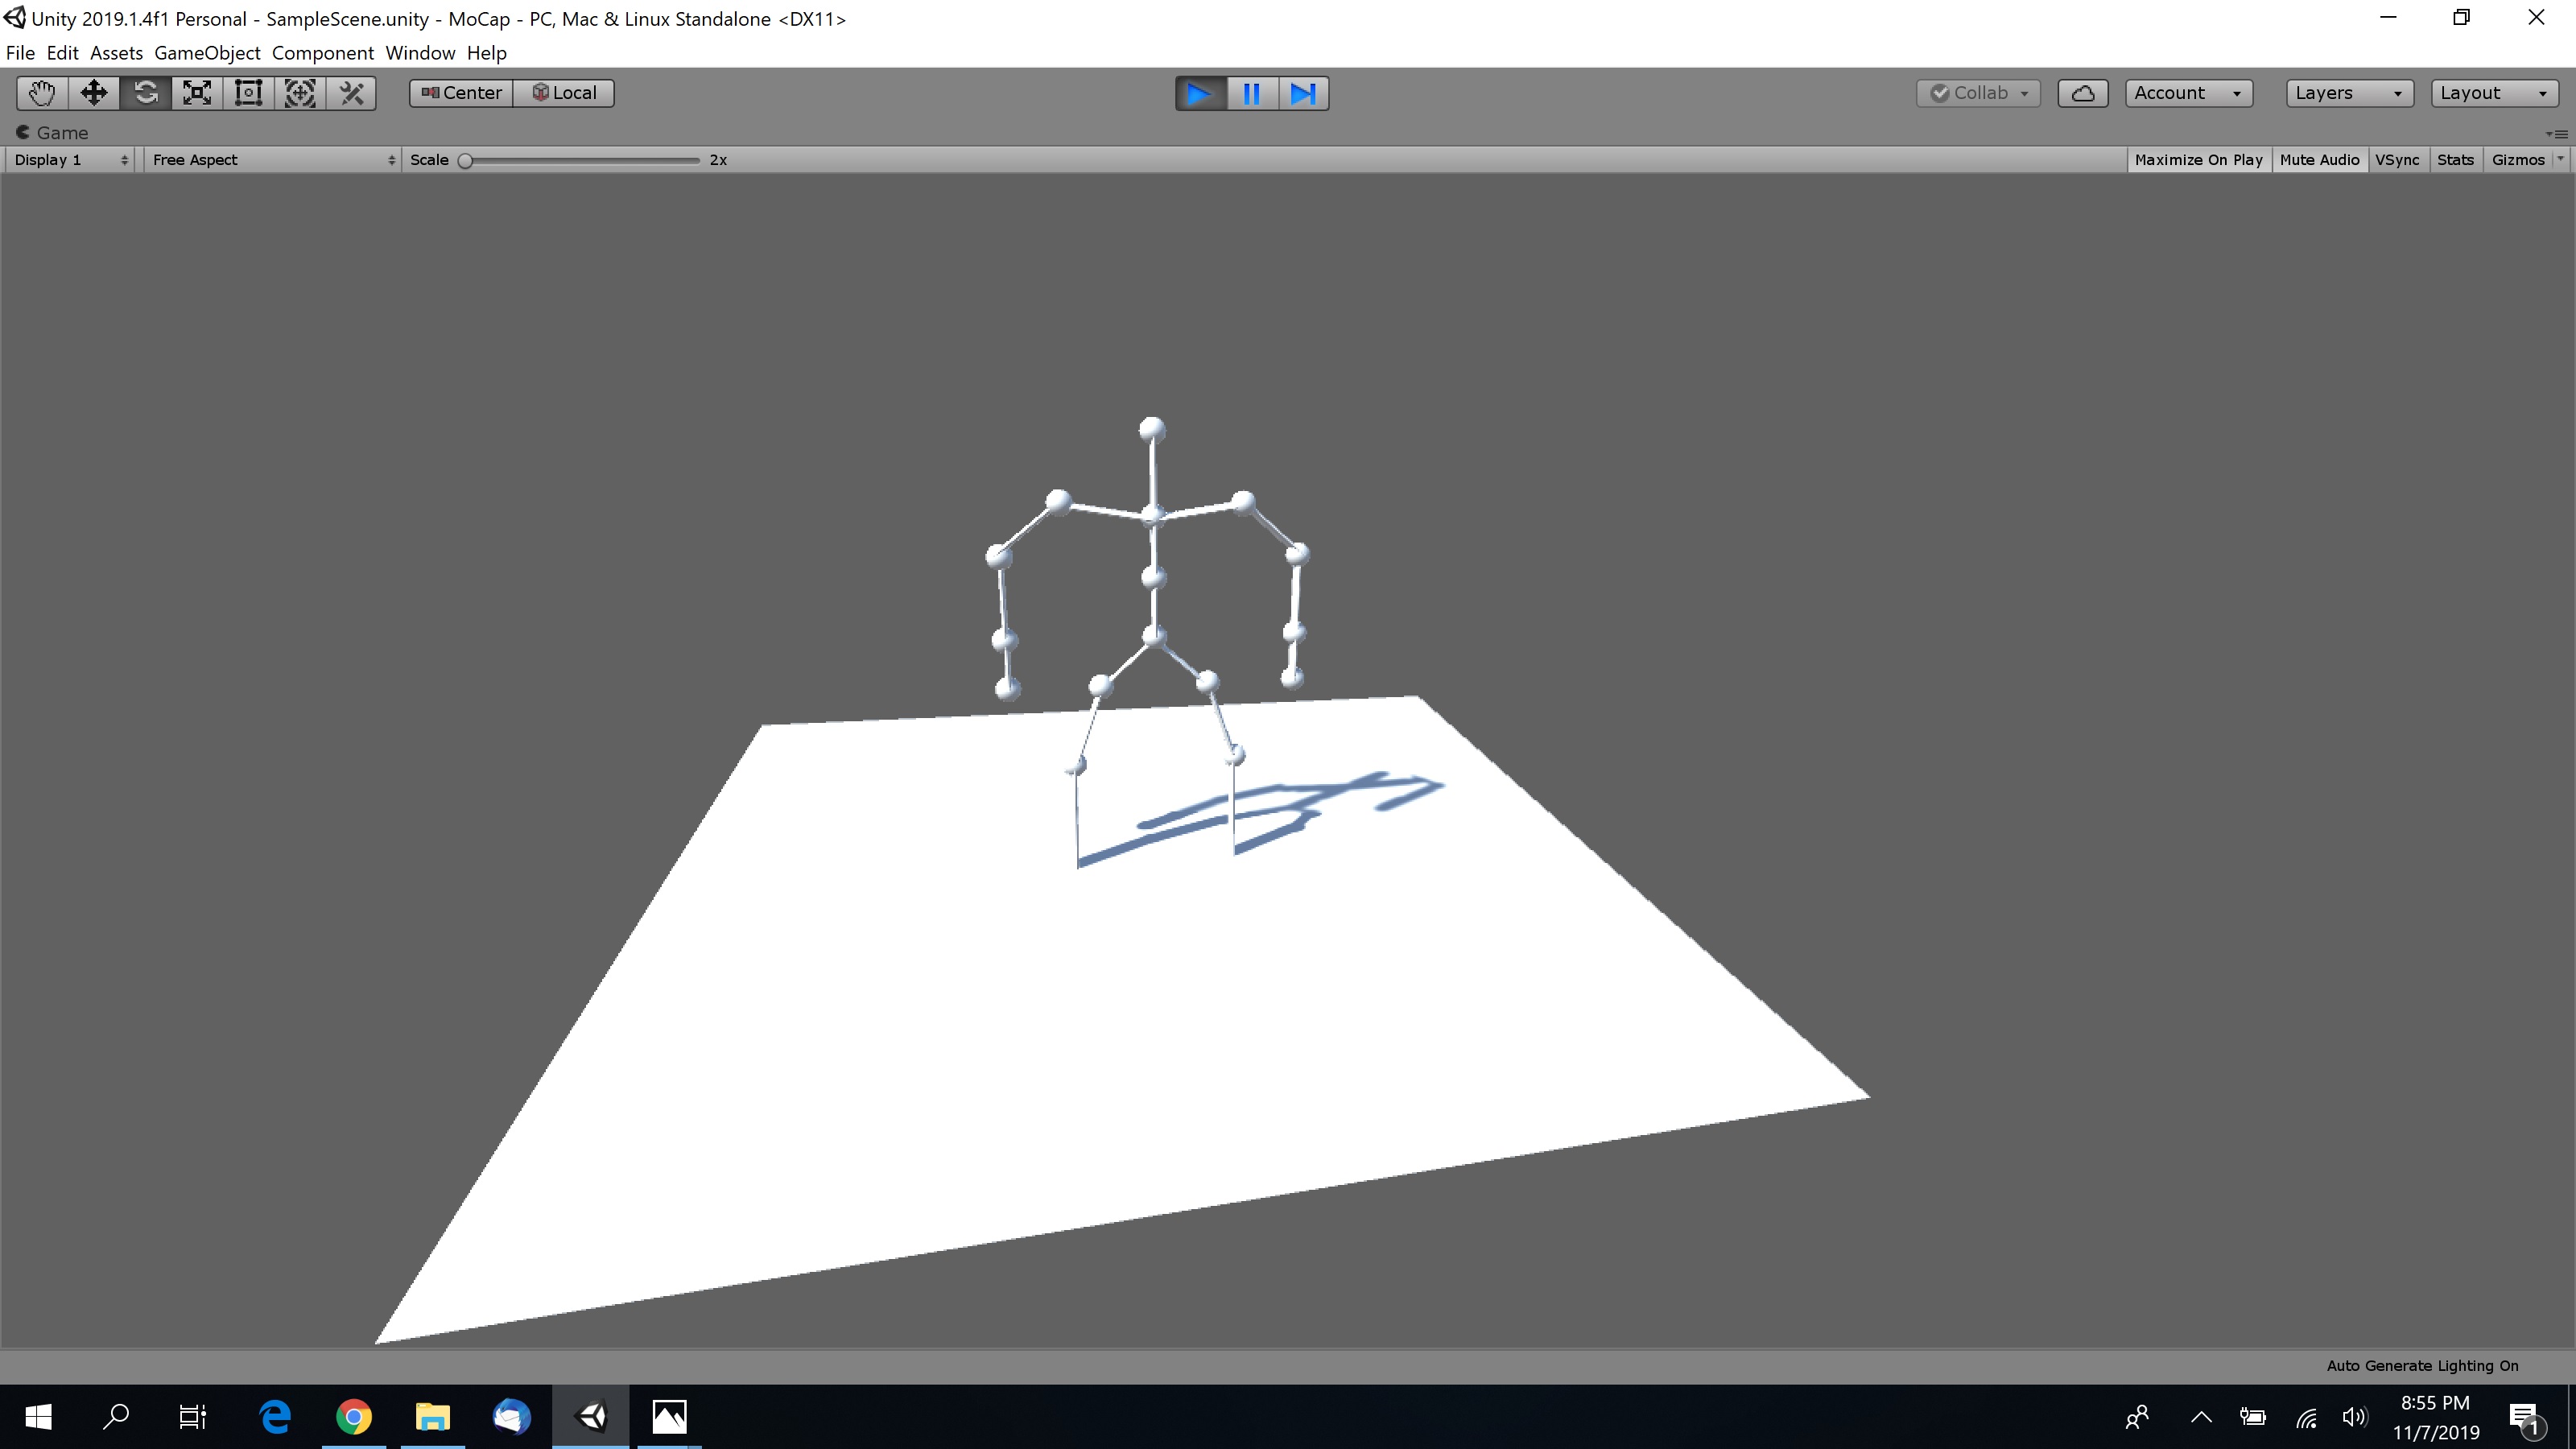 Unity 2019.1.4f1 Personal - SampleScene.unity - MoCap - PC, Mac & Linux Standalone <DX11>
File Edit Assets GameObject Component Window Help
Center Local Collab Account Layers Layout
Game
Display 1 Free Aspect Scale 2x Maximize On Play Mute Audio VSync Stats Gizmos
Auto Generate Lighting On
8:55 PM
11/7/2019
1